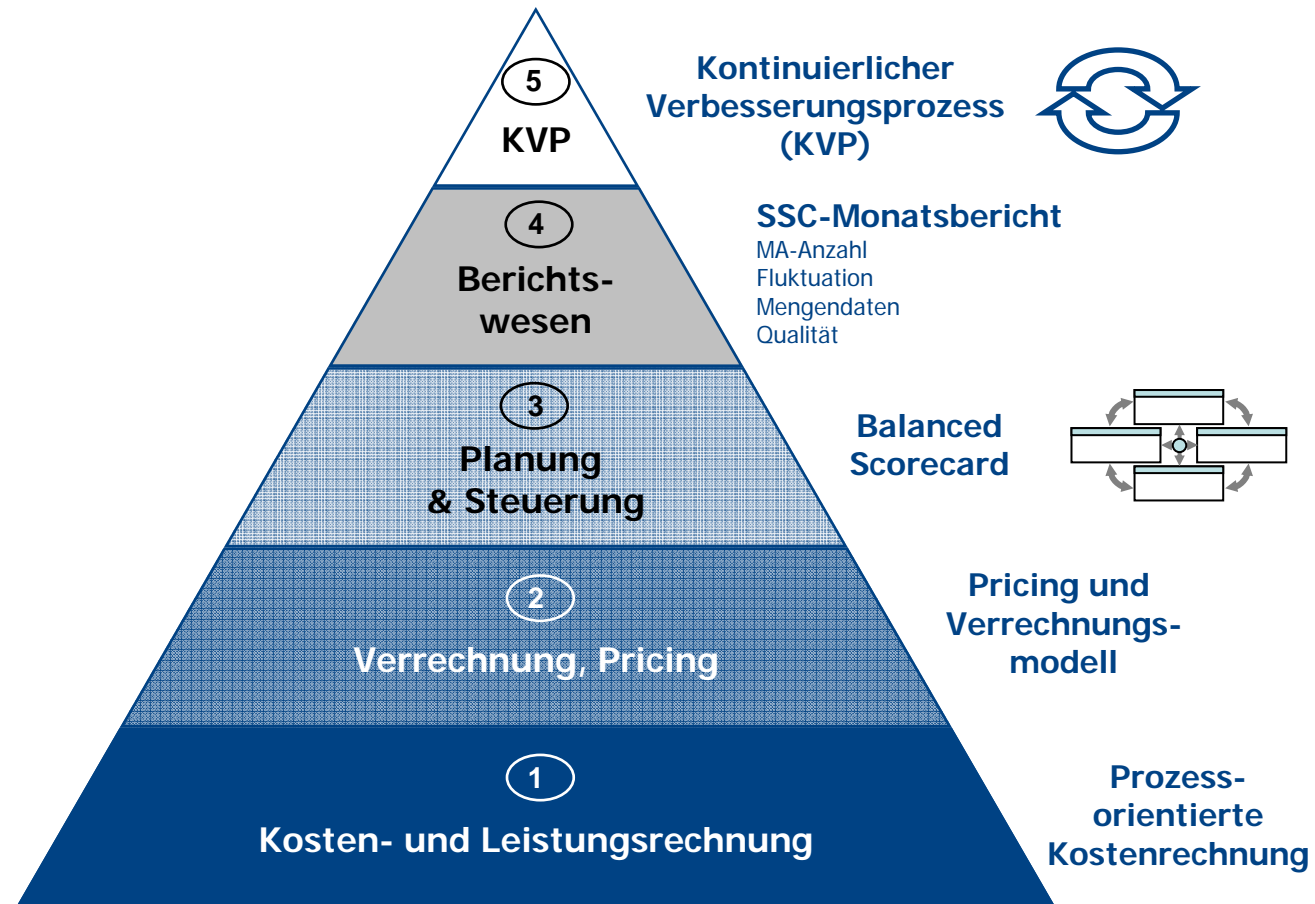 5
KVP
Kontinuierlicher
Verbesserungsprozess
(KVP)
4
Berichts-
wesen
SSC-Monatsbericht
MA-Anzahl
Fluktuation
Mengendaten
Qualität
3
Planung
& Steuerung
Balanced
Scorecard
2
Verrechnung, Pricing
Pricing und
Verrechnungs-
modell
1
Kosten- und Leistungsrechnung
Prozess-
orientierte
Kostenrechnung